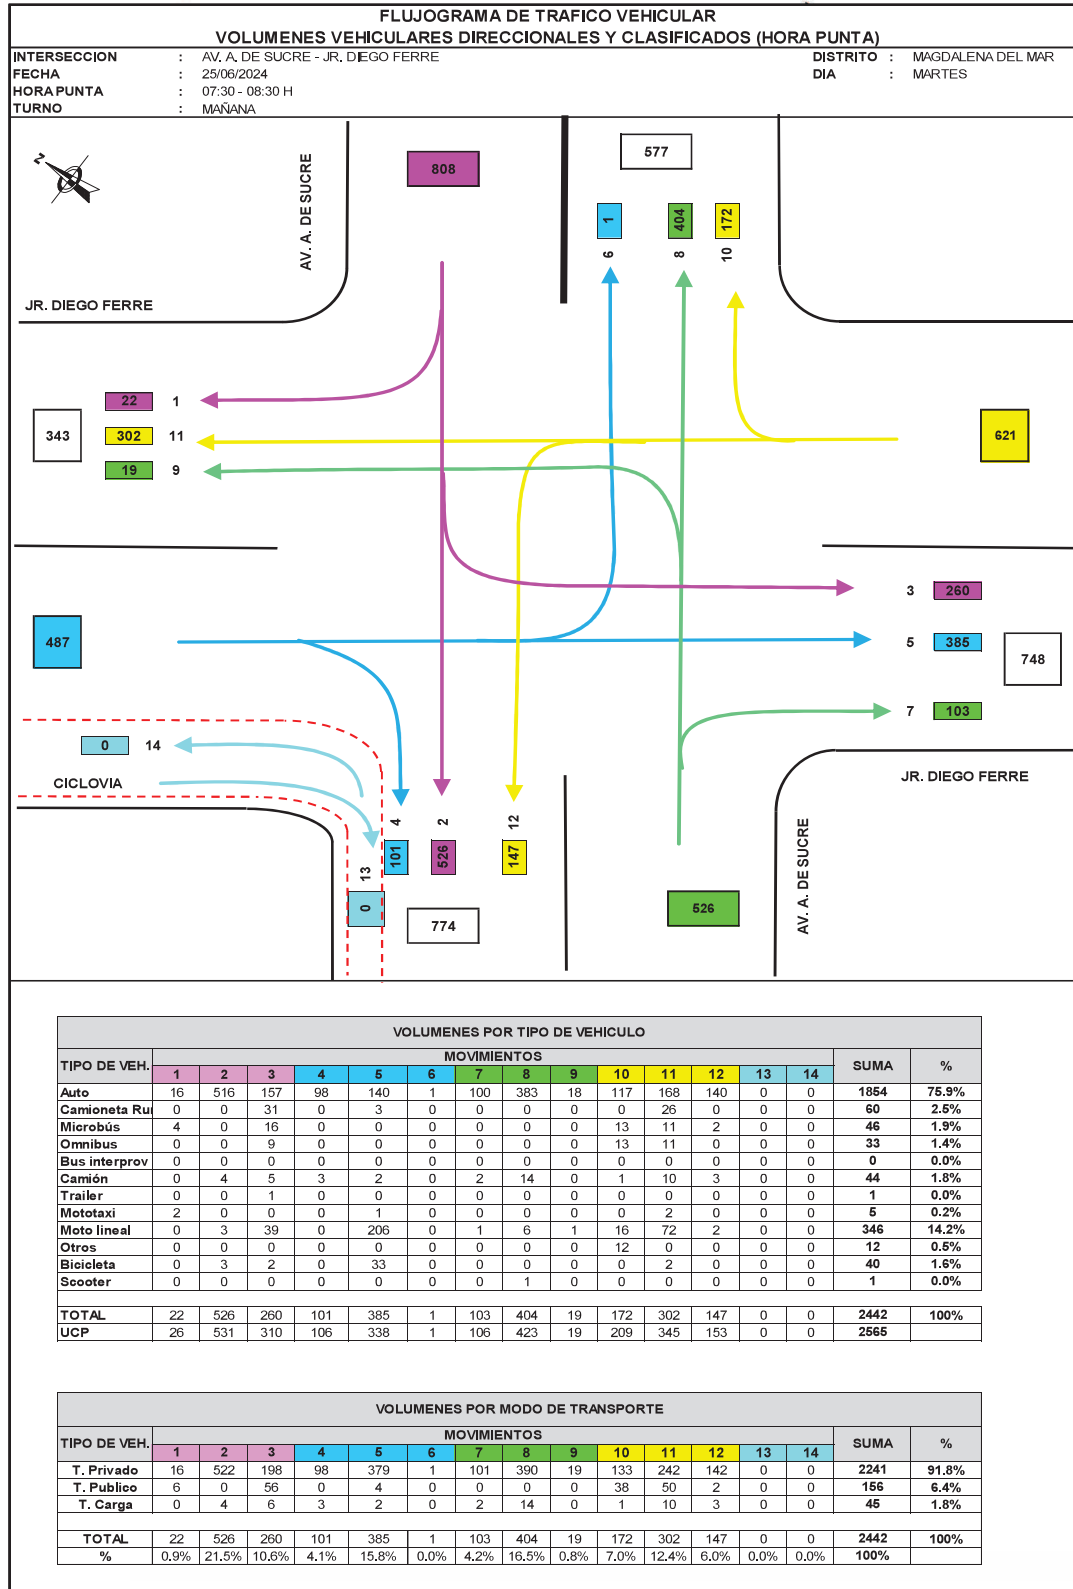 FLUJOGRAMA DE TRAFICO VEHICULAR
VOLUMENES VEHICULARES DIRECCIONALES Y CLASIFICADOS (HORA PUNTA)
INTERSECCION : AV. A. DE SUCRE - JR. DIEGO FERRE DISTRITO : MAGDALENA DEL MAR
FECHA : 25/06/2024 DIA : MARTES
HORA PUNTA : 07:30 - 08:30 H
TURNO : MAÑANA
N
AV. A. DE SUCRE
808
577
1 404 172
6 8 10
JR. DIEGO FERRE
22 1
343 302 11
19 9
621
3 260
487
5 385
748
7 103
0 14
CICLOVIA
JR. DIEGO FERRE
4 2 12
101 526 147
13
0
774
526
AV. A. DE SUCRE
VOLUMENES POR TIPO DE VEHICULO
TIPO DE VEH. MOVIMIENTOS SUMA %
1 2 3 4 5 6 7 8 9 10 11 12 13 14
Auto 16 516 157 98 140 1 100 383 18 117 168 140 0 0 1854 75.9%
Camioneta Ru 0 0 31 0 3 0 0 0 0 0 26 0 0 0 60 2.5%
Microbús 4 0 16 0 0 0 0 0 0 13 11 2 0 0 46 1.9%
Omnibus 0 0 9 0 0 0 0 0 0 13 11 0 0 0 33 1.4%
Bus interprov 0 0 0 0 0 0 0 0 0 0 0 0 0 0 0 0.0%
Camión 0 4 5 3 2 0 2 14 0 1 10 3 0 0 44 1.8%
Trailer 0 0 1 0 0 0 0 0 0 0 0 0 0 0 1 0.0%
Mototaxi 2 0 0 0 1 0 0 0 0 0 2 0 0 0 5 0.2%
Moto lineal 0 3 39 0 206 0 1 6 1 16 72 2 0 0 346 14.2%
Otros 0 0 0 0 0 0 0 0 0 12 0 0 0 0 12 0.5%
Bicicleta 0 3 2 0 33 0 0 0 0 0 2 0 0 0 40 1.6%
Scooter 0 0 0 0 0 0 0 1 0 0 0 0 0 0 1 0.0%
TOTAL 22 526 260 101 385 1 103 404 19 172 302 147 0 0 2442 100%
UCP 26 531 310 106 338 1 106 423 19 209 345 153 0 0 2565
VOLUMENES POR MODO DE TRANSPORTE
TIPO DE VEH. MOVIMIENTOS SUMA %
1 2 3 4 5 6 7 8 9 10 11 12 13 14
T. Privado 16 522 198 98 379 1 101 390 19 133 242 142 0 0 2241 91.8%
T. Publico 6 0 56 0 4 0 0 0 0 38 50 2 0 0 156 6.4%
T. Carga 0 4 6 3 2 0 2 14 0 1 10 3 0 0 45 1.8%
TOTAL 22 526 260 101 385 1 103 404 19 172 302 147 0 0 2442 100%
% 0.9% 21.5% 10.6% 4.1% 15.8% 0.0% 4.2% 16.5% 0.8% 7.0% 12.4% 6.0% 0.0% 0.0% 100%